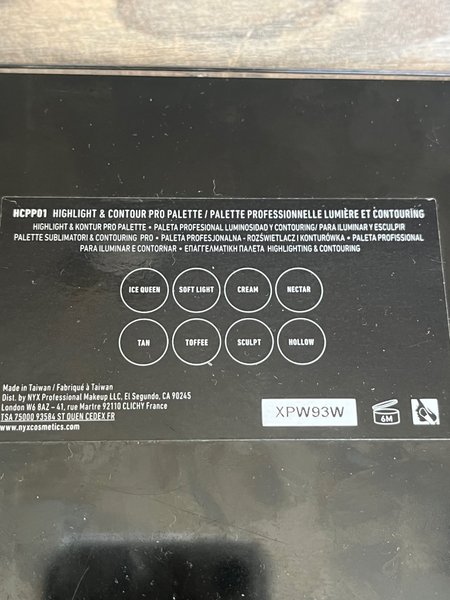 HCPP01 HIGHLIGHT & CONTOUR PRO PALETTE / PALETTE PROFESSIONNELLE LUMIÈRE ET CONTOURING
HIGHLIGHT & KONTUR PRO PALETTE • PALETA PROFESIONAL LUMINOSIDAD Y CONTOURING/ PARA ILUMINAR Y ESCULPIR
PALETTE SUBLIMATORI & CONTOURING PRO • PALETA PROFESJONALNA - ROZŚWIETLACZ I KONTURÓWKA • PALETA PROFISSIONAL
PARA ILUMINAR E CONTORNAR • ΕΠΑΓΓΕΛΜΑΤΙΚΗ ΠΑΛΕΤΑ HIGHLIGHTING & CONTOURING
ICE QUEEN SOFT LIGHT CREAM NECTAR
TAN TOFFEE SCULPT HOLLOW
Made in Taiwan / Fabriqué à Taiwan
Dist. by NYX Professional Makeup LLC, El Segundo, CA 90245
London W6 8AZ – 41, rue Martre 92110 CLICHY France
TSA 75000 93584 ST OUEN CEDEX.FR
www.nyxcosmetics.com
XPW93W
6M